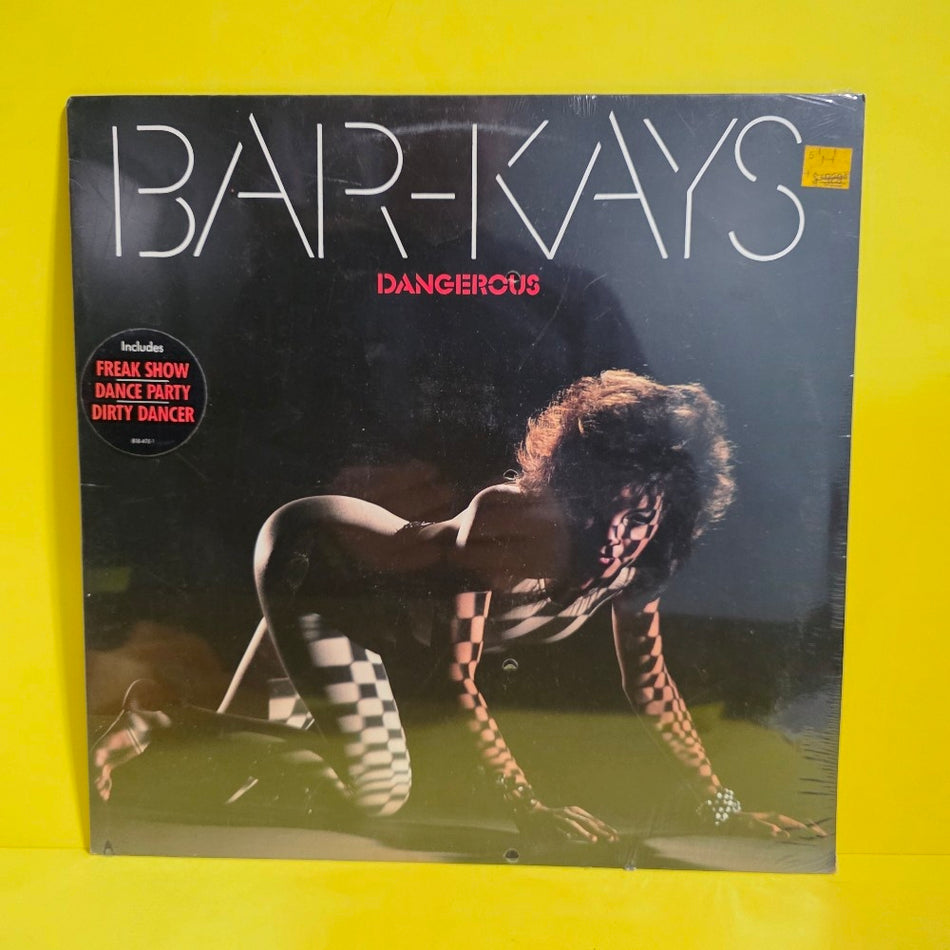 BAR-KAYS
DANGEROUS
Includes
FREAK SHOW
DANCE PARTY
DIRTY DANCER